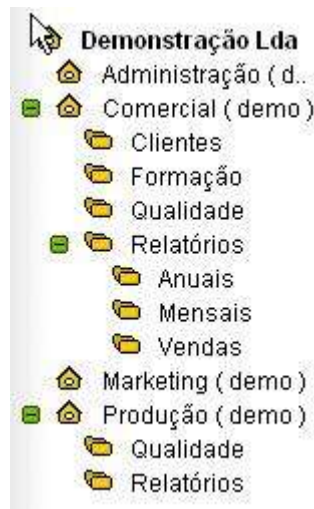 Demonstração Lda
Administração ( d..
Comercial ( demo )
Clientes
Formação
Qualidade
Relatórios
Anuais
Mensais
Vendas
Marketing ( demo )
Produção ( demo )
Qualidade
Relatórios